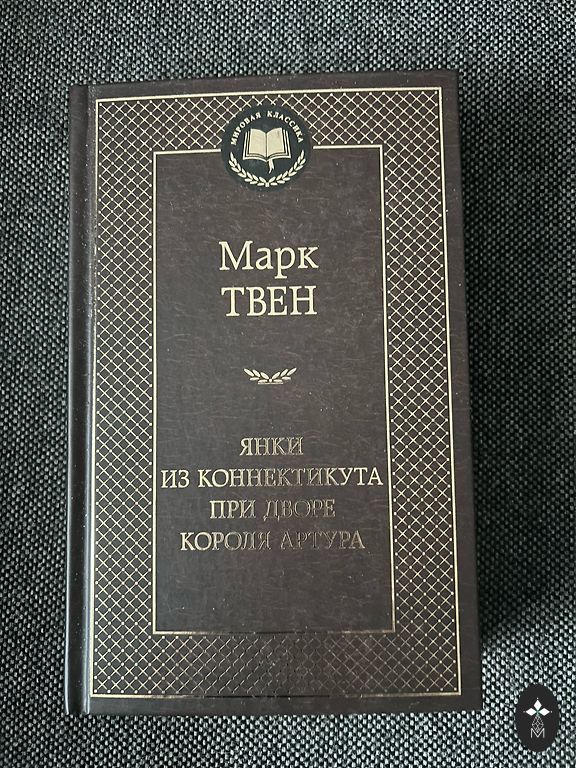 МИРОВАЯ КЛАССИКА
Марк
ТВЕН
ЯНКИ
ИЗ КОННЕКТИКУТА
ПРИ ДВОРЕ
КОРОЛЯ АРТУРА
M